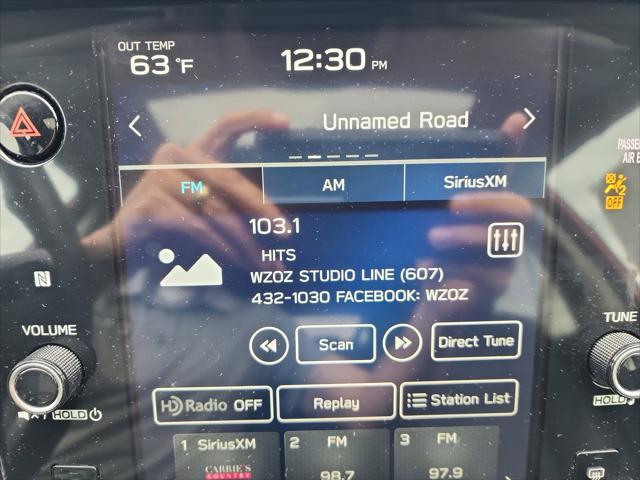 OUT TEMP
63 °F 12:30 PM
Unnamed Road
PASSE
AIR B
FM AM SiriusXM
OFF
103.1
HITS
WZOZ STUDIO LINE (607)
432-1030 FACEBOOK: WZOZ
VOLUME
TUNE
Scan Direct Tune
HD Radio OFF Replay Station List
HOLD
HOLD
1 SiriusXM 2 FM 3 FM
CARRIE'S
COUNTRY
98.7 97.9